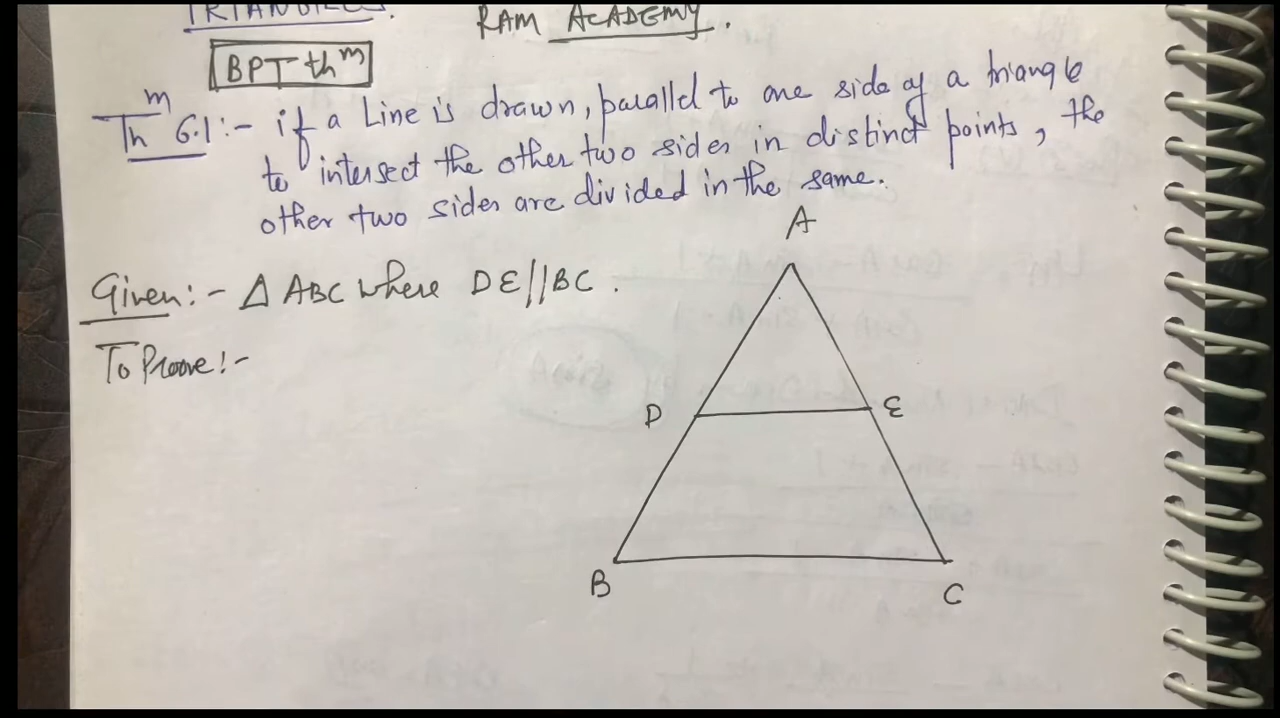 TRIANGLES.
RAM ACADEMY.
BPT thm
Thm 6.1:- if a Line is drawn, parallel to one side of a triangle
to intersect the other two sides in distinct points, the
other two sides are divided in the same.
A
Given:- △ ABC where DE//BC.
To Prove:-
D
E
B
C